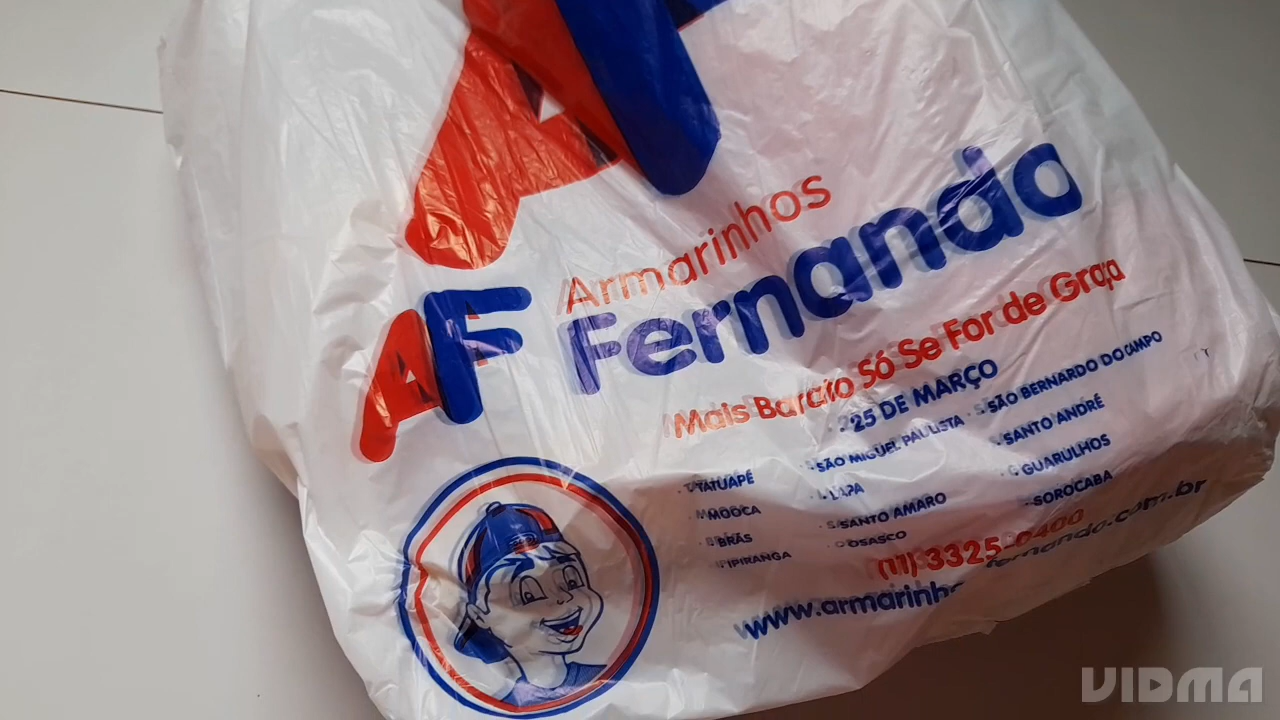 AF
AF
Armarinhos
Fernando
Mais Barato Só Se For de Graça
· 25 DE MARÇO
· TATUAPÉ · SÃO MIGUEL PAULISTA · SÃO BERNARDO DO CAMPO
· MOOCA · LAPA · SANTO ANDRÉ
· BRÁS · SANTO AMARO · GUARULHOS
· IPIRANGA · OSASCO · SOROCABA
(11) 3325-0400
www.armarinhosfernando.com.br
VIDMA